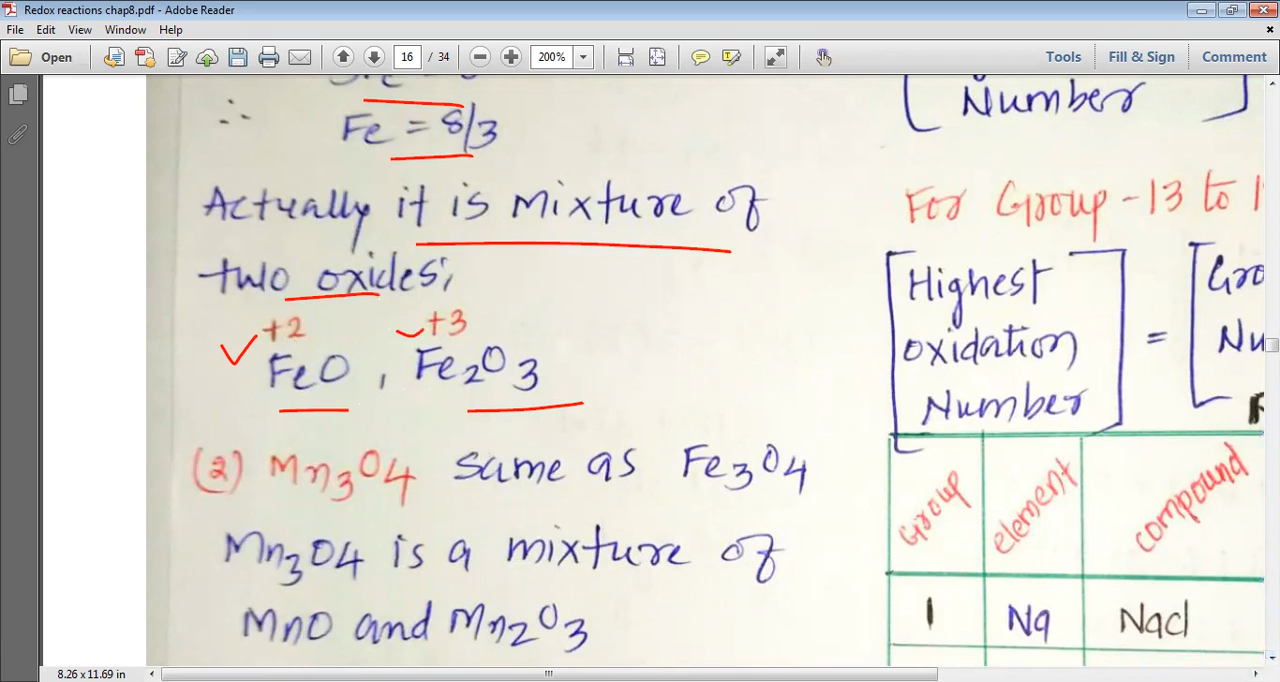 Redox reactions chap8.pdf - Adobe Reader
File Edit View Window Help
Open 16 / 34 200% Tools Fill & Sign Comment
∴ Fe = 8/3
Actually it is mixture of
two oxides;
+2 +3
FeO , Fe2O3
(2) Mn3O4 same as Fe3O4
Mn3O4 is a mixture of
MnO and Mn2O3
Number
For Group -13 to 1
Highest
oxidation
Number
=
Gro
Nu
Group element compound
1 Na Nacl
8.26 x 11.69 in